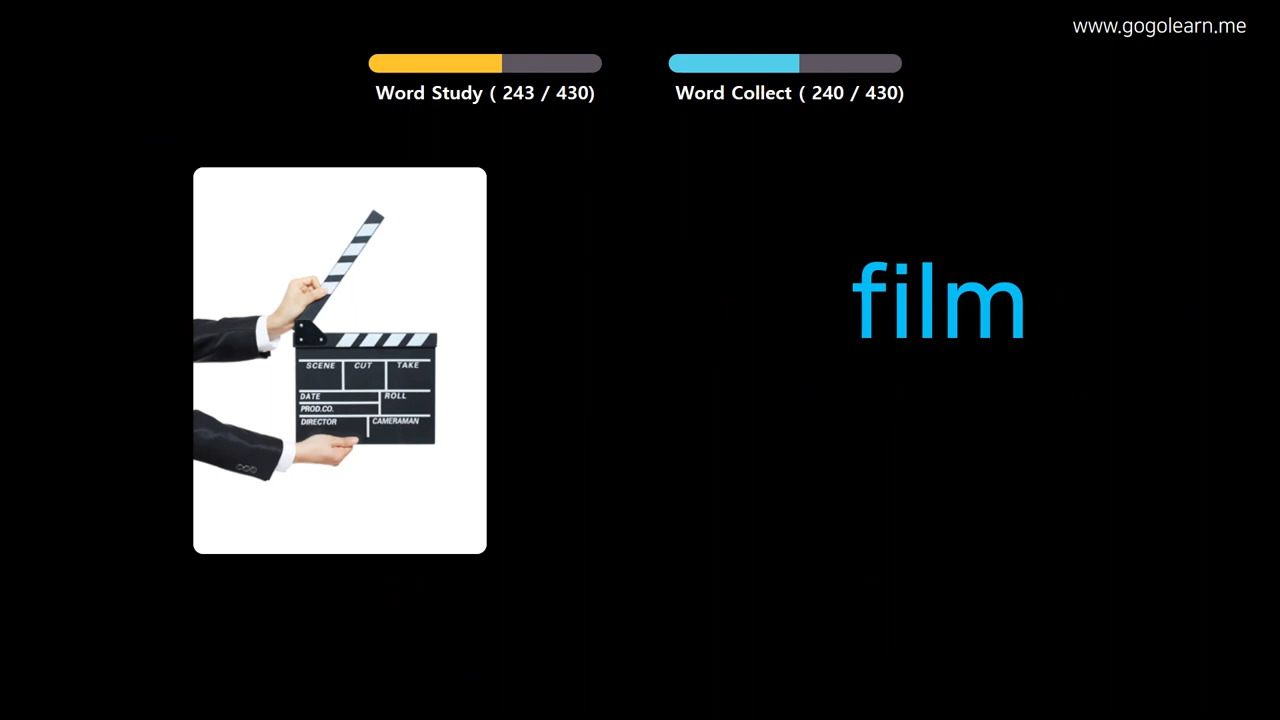 www.gogolearn.me
Word Study ( 243 / 430)
Word Collect ( 240 / 430)
film
SCENE CUT TAKE
DATE ROLL
PROD.CO.
DIRECTOR CAMERAMAN